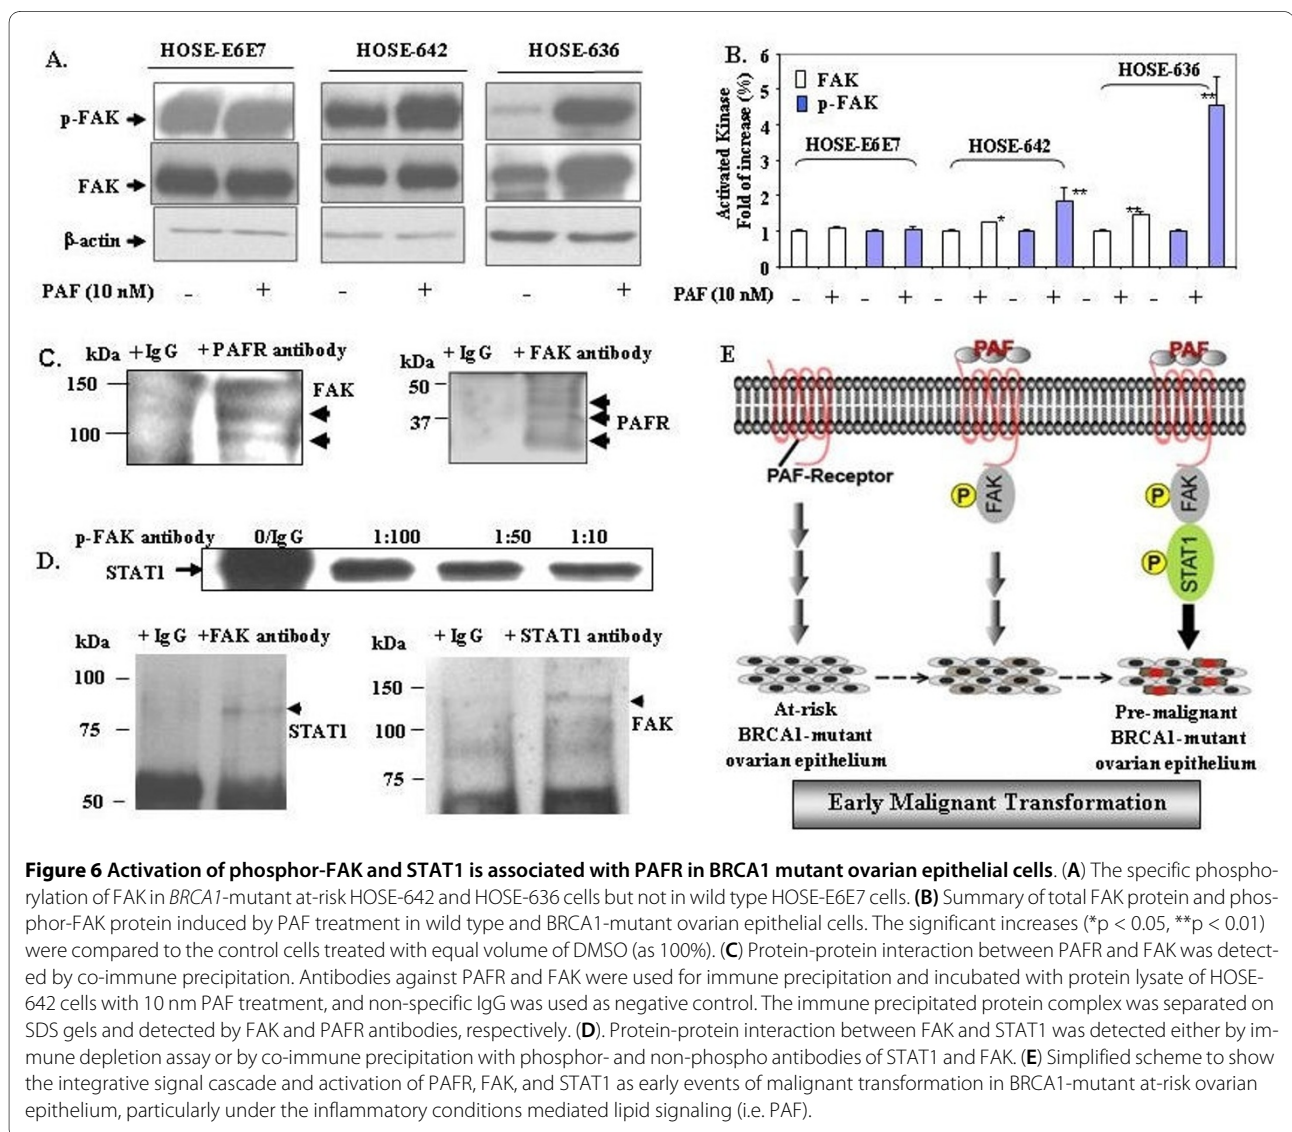 A.
HOSE-E6E7 HOSE-642 HOSE-636
p-FAK
FAK
β-actin
PAF (10 nM) - + - + - +
B.
Activated Kinase
Fold of increase (%)
6
5
4
3
2
1
0
FAK
p-FAK
HOSE-E6E7
HOSE-642
HOSE-636
* ** ** **
PAF (10 nM) - + - + - + - + - + - +
C.
kDa +IgG +PAFR antibody
150
100
FAK
kDa + IgG + FAK antibody
50
37
PAFR
D.
p-FAK antibody 0/IgG 1:100 1:50 1:10
STAT1
kDa + IgG +FAK antibody
100
75
50
STAT1
kDa + IgG + STAT1 antibody
150
100
75
FAK
E
PAF PAF
PAF-Receptor
P FAK
P FAK
P STAT1
At-risk
BRCA1-mutant
ovarian epithelium
Pre-malignant
BRCA1-mutant
ovarian epithelium
Early Malignant Transformation
Figure 6 Activation of phosphor-FAK and STAT1 is associated with PAFR in BRCA1 mutant ovarian epithelial cells. (A) The specific phospho-
rylation of FAK in BRCA1-mutant at-risk HOSE-642 and HOSE-636 cells but not in wild type HOSE-E6E7 cells. (B) Summary of total FAK protein and phos-
phor-FAK protein induced by PAF treatment in wild type and BRCA1-mutant ovarian epithelial cells. The significant increases (*p < 0.05, **p < 0.01)
were compared to the control cells treated with equal volume of DMSO (as 100%). (C) Protein-protein interaction between PAFR and FAK was detect-
ed by co-immune precipitation. Antibodies against PAFR and FAK were used for immune precipitation and incubated with protein lysate of HOSE-
642 cells with 10 nm PAF treatment, and non-specific IgG was used as negative control. The immune precipitated protein complex was separated on
SDS gels and detected by FAK and PAFR antibodies, respectively. (D). Protein-protein interaction between FAK and STAT1 was detected either by im-
mune depletion assay or by co-immune precipitation with phosphor- and non-phospho antibodies of STAT1 and FAK. (E) Simplified scheme to show
the integrative signal cascade and activation of PAFR, FAK, and STAT1 as early events of malignant transformation in BRCA1-mutant at-risk ovarian
epithelium, particularly under the inflammatory conditions mediated lipid signaling (i.e. PAF).